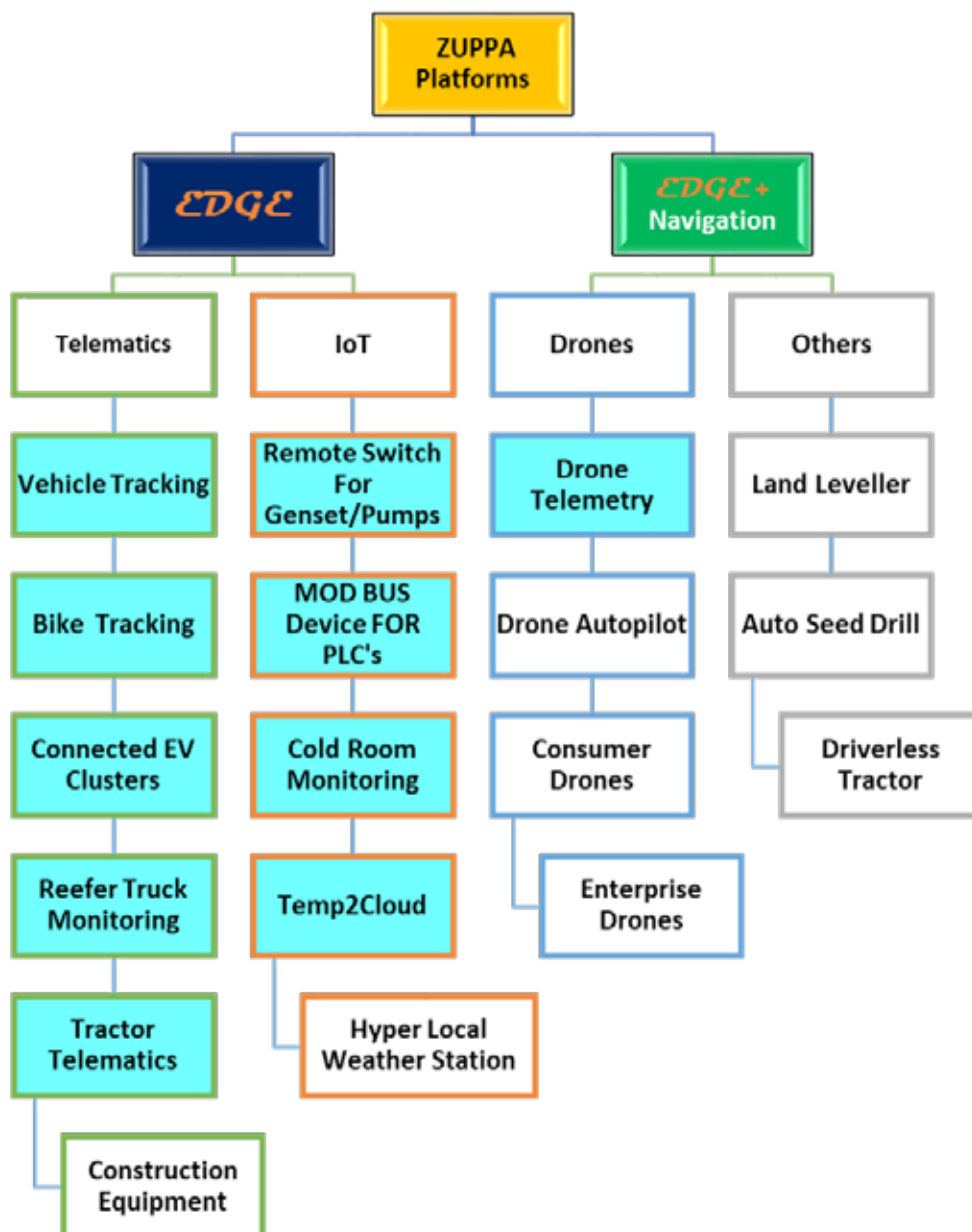 ZUPPA
Platforms
EDGE
EDGE+
Navigation
Telematics
IoT
Drones
Others
Vehicle Tracking
Remote Switch
For
Genset/Pumps
Drone
Telemetry
Land Leveller
Bike Tracking
MOD BUS
Device FOR
PLC's
Drone Autopilot
Auto Seed Drill
Connected EV
Clusters
Cold Room
Monitoring
Consumer
Drones
Driverless
Tractor
Reefer Truck
Monitoring
Temp2Cloud
Enterprise
Drones
Tractor
Telematics
Hyper Local
Weather Station
Construction
Equipment